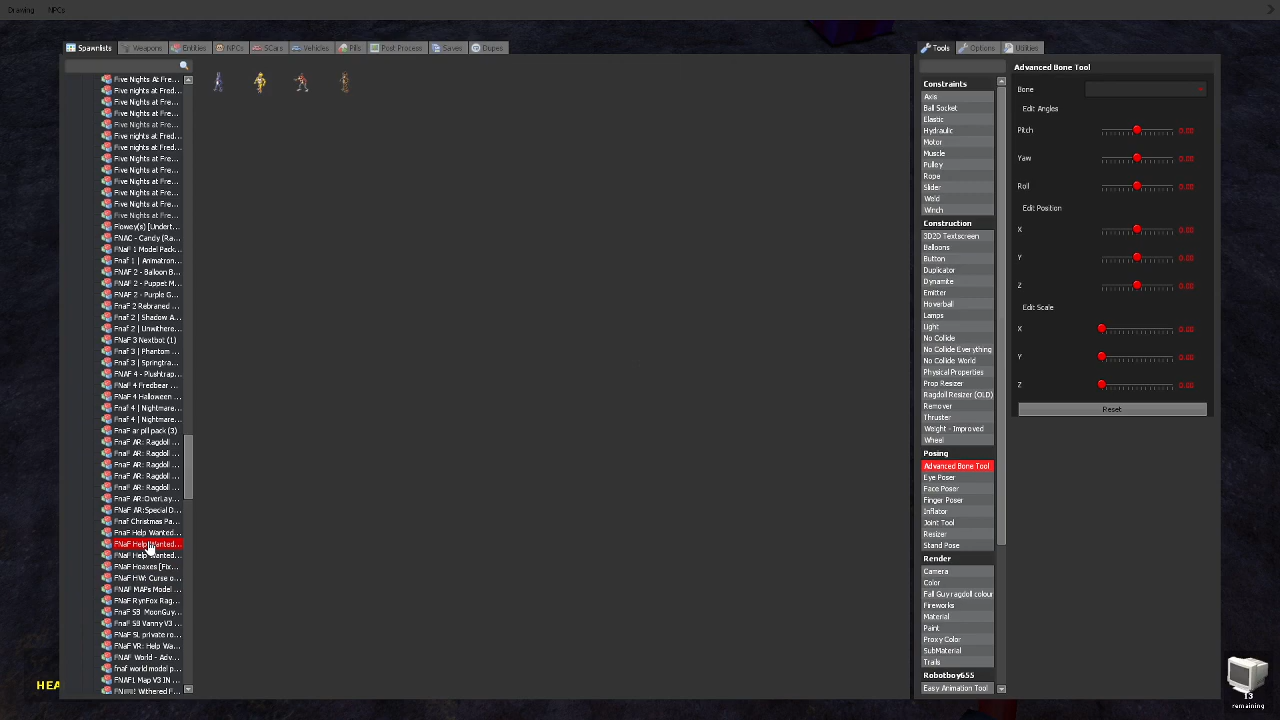 Drawing NPCs
Spawnlists Weapons Entities NPCs SCars Vehicles Pills Post Process Saves Dupes
Five Nights At Fre...
Five nights at Fred...
Five Nights at Fre...
Five Nights at Fre...
Five Nights at Fre...
Five nights at Fred...
Five nights at Fred...
Five Nights at Fre...
Five Nights at Fre...
Five Nights at Fre...
Five Nights at Fre...
Five Nights at Fre...
Five Nights at Fre...
Flowey(s) [Undert...
FNAC - Candy (Ra...
FNaF 1 Model Pack...
Fnaf 1 | Animatron...
FNAF 2 - Balloon B...
FNAF 2 - Puppet M...
FNAF 2 - Purple G...
FnaF 2 Rebraned ...
Fnaf 2 | Shadow A...
Fnaf 2 | Unwithere...
FNaF 3 Nextbot (1)
Fnaf 3 | Phantom ...
Fnaf 3 | Springtra...
FNAF 4 - Plushtrap...
FNaF 4 Fredbear ...
FNaF 4 Halloween ...
Fnaf 4 | Nightmare...
Fnaf 4 | Nightmare...
FnaF ar pill pack (3)
FnaF AR: Ragdoll ...
FnaF AR: Ragdoll ...
FnaF AR: Ragdoll ...
FnaF AR: Ragdoll ...
FnaF AR: Ragdoll ...
FNaF AR:OverLay...
FNaF AR:Special D...
Fnaf Christmas Pa...
FnaF Help Wanted...
FNaF Help Wanted...
FNaF Help Wanted...
FNaF Hoaxes [Fix...
FNaF HW: Curse o...
FNAF MAPs Model ...
FNaF RynFox Rag...
FnaF SB MoonGuy...
FnaF SB Vanny V3 ...
FNaF SL private ro...
FNaF VR: Help Wa...
FNAF World - Adv...
fnaf world model p...
FNAF1 Map V3 IN ...
Tools Options Utilities
Constraints
Axis
Ball Socket
Elastic
Hydraulic
Motor
Muscle
Pulley
Rope
Slider
Weld
Winch
Construction
3D2D Textscreen
Balloons
Button
Duplicator
Dynamite
Emitter
Hoverball
Lamps
Light
No Collide
No Collide Everything
No Collide World
Physical Properties
Prop Resizer
Ragdoll Resizer (OLD)
Remover
Thruster
Weight - Improved
Wheel
Posing
Advanced Bone Tool
Eye Poser
Face Poser
Finger Poser
Inflator
Joint Tool
Resizer
Stand Pose
Render
Camera
Color
Fall Guy ragdoll colour
Fireworks
Material
Paint
Proxy Color
SubMaterial
Trails
Robotboy655
Easy Animation Tool
Advanced Bone Tool
Bone
Edit Angles
Pitch 0.00
Yaw 0.00
Roll 0.00
Edit Position
X 0.00
Y 0.00
Z 0.00
Edit Scale
X 0.00
Y 0.00
Z 0.00
Reset
HEA
13
remaining